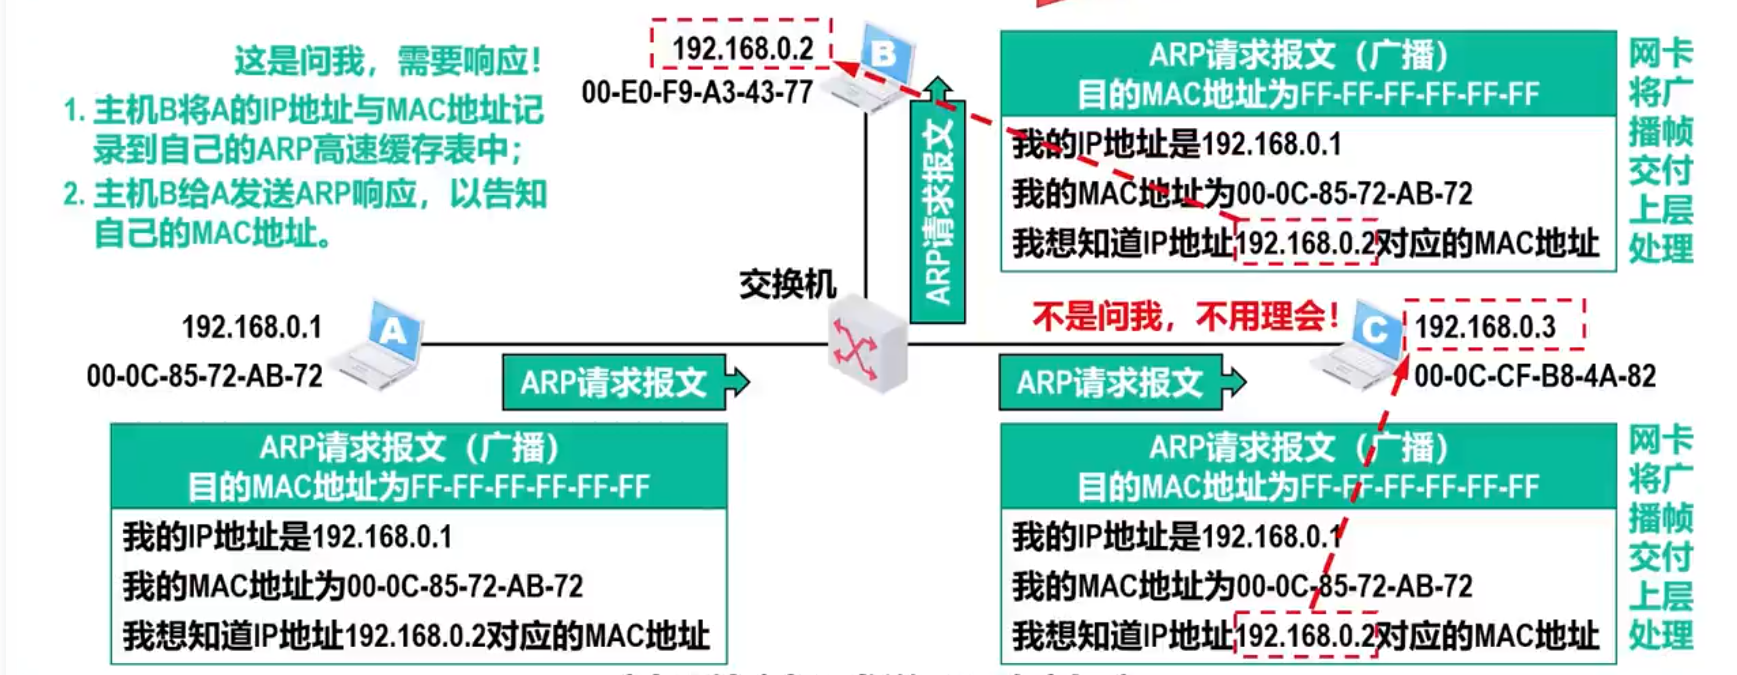 这是问我，需要响应！
1. 主机B将A的IP地址与MAC地址记
录到自己的ARP高速缓存表中；
2. 主机B给A发送ARP响应，以告知
自己的MAC地址。
192.168.0.2
00-E0-F9-A3-43-77
B
ARP请求报文
ARP请求报文（广播）
目的MAC地址为FF-FF-FF-FF-FF-FF
我的IP地址是192.168.0.1
我的MAC地址为00-0C-85-72-AB-72
我想知道IP地址192.168.0.2对应的MAC地址
网卡
将广
播帧
交付
上层
处理
交换机
192.168.0.1
00-0C-85-72-AB-72
A
ARP请求报文
不是问我，不用理会！
C
192.168.0.3
00-0C-CF-B8-4A-82
ARP请求报文
ARP请求报文（广播）
目的MAC地址为FF-FF-FF-FF-FF-FF
我的IP地址是192.168.0.1
我的MAC地址为00-0C-85-72-AB-72
我想知道IP地址192.168.0.2对应的MAC地址
ARP请求报文（广播）
目的MAC地址为FF-FF-FF-FF-FF-FF
我的IP地址是192.168.0.1
我的MAC地址为00-0C-85-72-AB-72
我想知道IP地址192.168.0.2对应的MAC地址
网卡
将广
播帧
交付
上层
处理